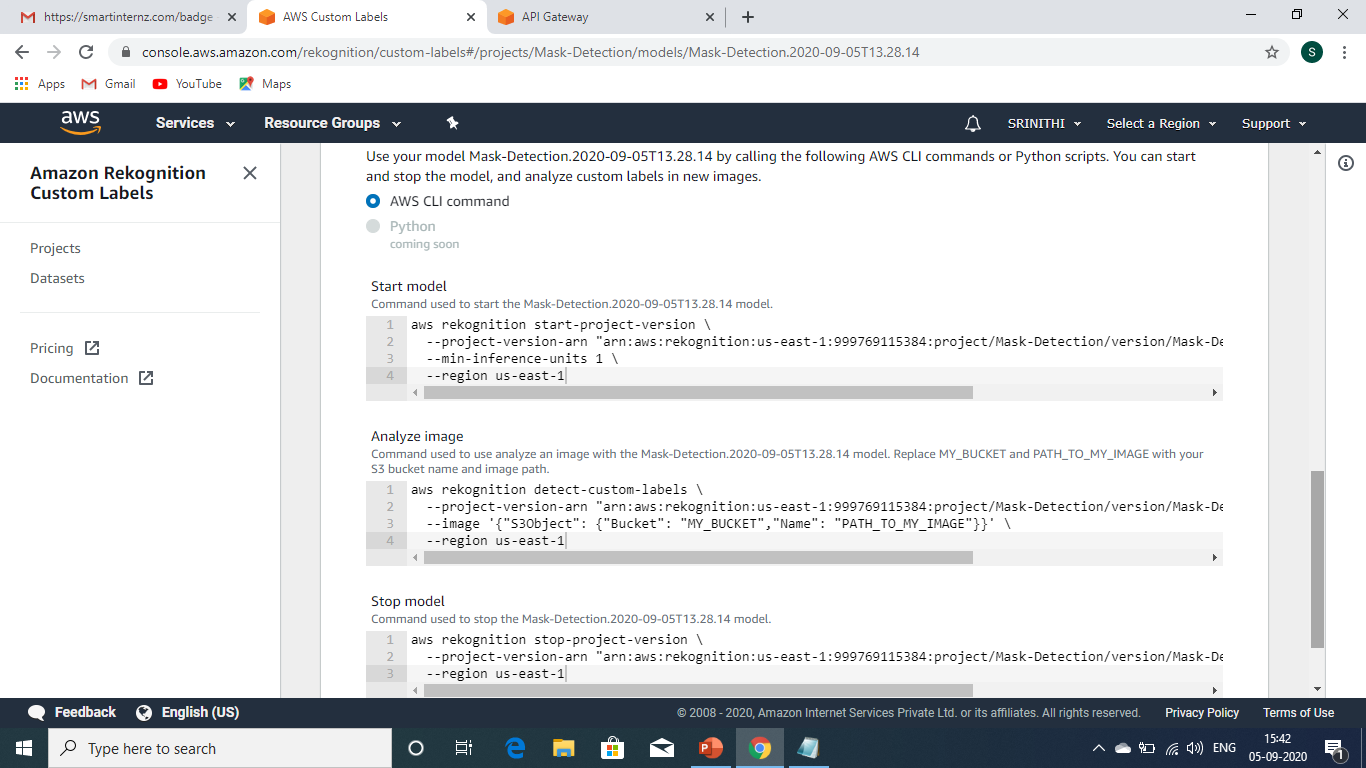 https://smartinternz.com/badge
AWS Custom Labels
API Gateway
console.aws.amazon.com/rekognition/custom-labels#/projects/Mask-Detection/models/Mask-Detection.2020-09-05T13.28.14
S
Apps
Gmail
YouTube
Maps
aws
Services
Resource Groups
SRINITHI
Select a Region
Support
Amazon Rekognition
Custom Labels
Projects
Datasets
Pricing
Documentation
Use your model Mask-Detection.2020-09-05T13.28.14 by calling the following AWS CLI commands or Python scripts. You can start
and stop the model, and analyze custom labels in new images.
AWS CLI command
Python
coming soon
Start model
Command used to start the Mask-Detection.2020-09-05T13.28.14 model.
1 aws rekognition start-project-version \
2 --project-version-arn "arn:aws:rekognition:us-east-1:999769115384:project/Mask-Detection/version/Mask-De
3 --min-inference-units 1 \
4 --region us-east-1
Analyze image
Command used to use analyze an image with the Mask-Detection.2020-09-05T13.28.14 model. Replace MY_BUCKET and PATH_TO_MY_IMAGE with your
S3 bucket name and image path.
1 aws rekognition detect-custom-labels \
2 --project-version-arn "arn:aws:rekognition:us-east-1:999769115384:project/Mask-Detection/version/Mask-De
3 --image '{"S3Object": {"Bucket": "MY_BUCKET","Name": "PATH_TO_MY_IMAGE"}}' \
4 --region us-east-1
Stop model
Command used to stop the Mask-Detection.2020-09-05T13.28.14 model.
1 aws rekognition stop-project-version \
2 --project-version-arn "arn:aws:rekognition:us-east-1:999769115384:project/Mask-Detection/version/Mask-De
3 --region us-east-1
Feedback
English (US)
© 2008 - 2020, Amazon Internet Services Private Ltd. or its affiliates. All rights reserved.
Privacy Policy
Terms of Use
Type here to search
ENG
15:42
05-09-2020
1